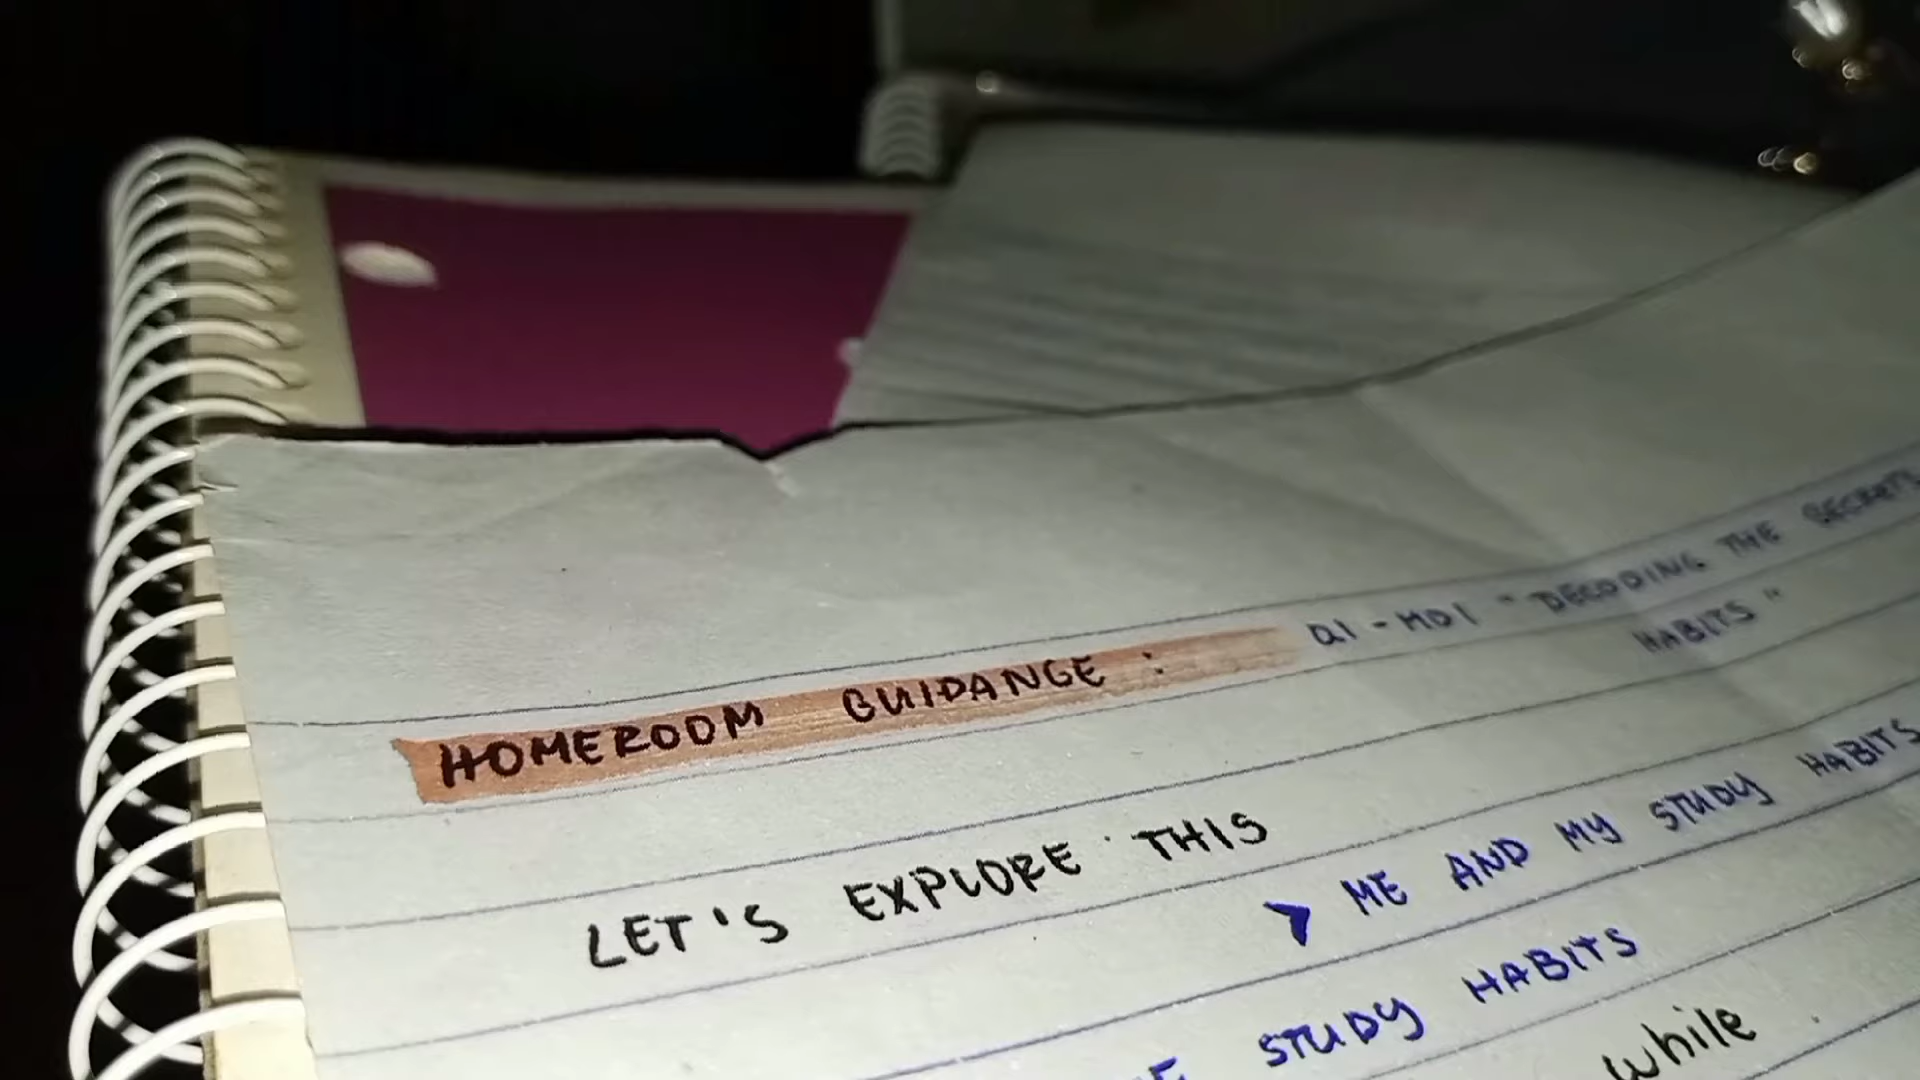 HOMEROOM GUIDANCE : Q1 - MD1 "DECODING THE SECRETS
HABITS"
LET'S EXPLORE THIS
➤ ME AND MY STUDY HABITS
STUDY HABITS
while